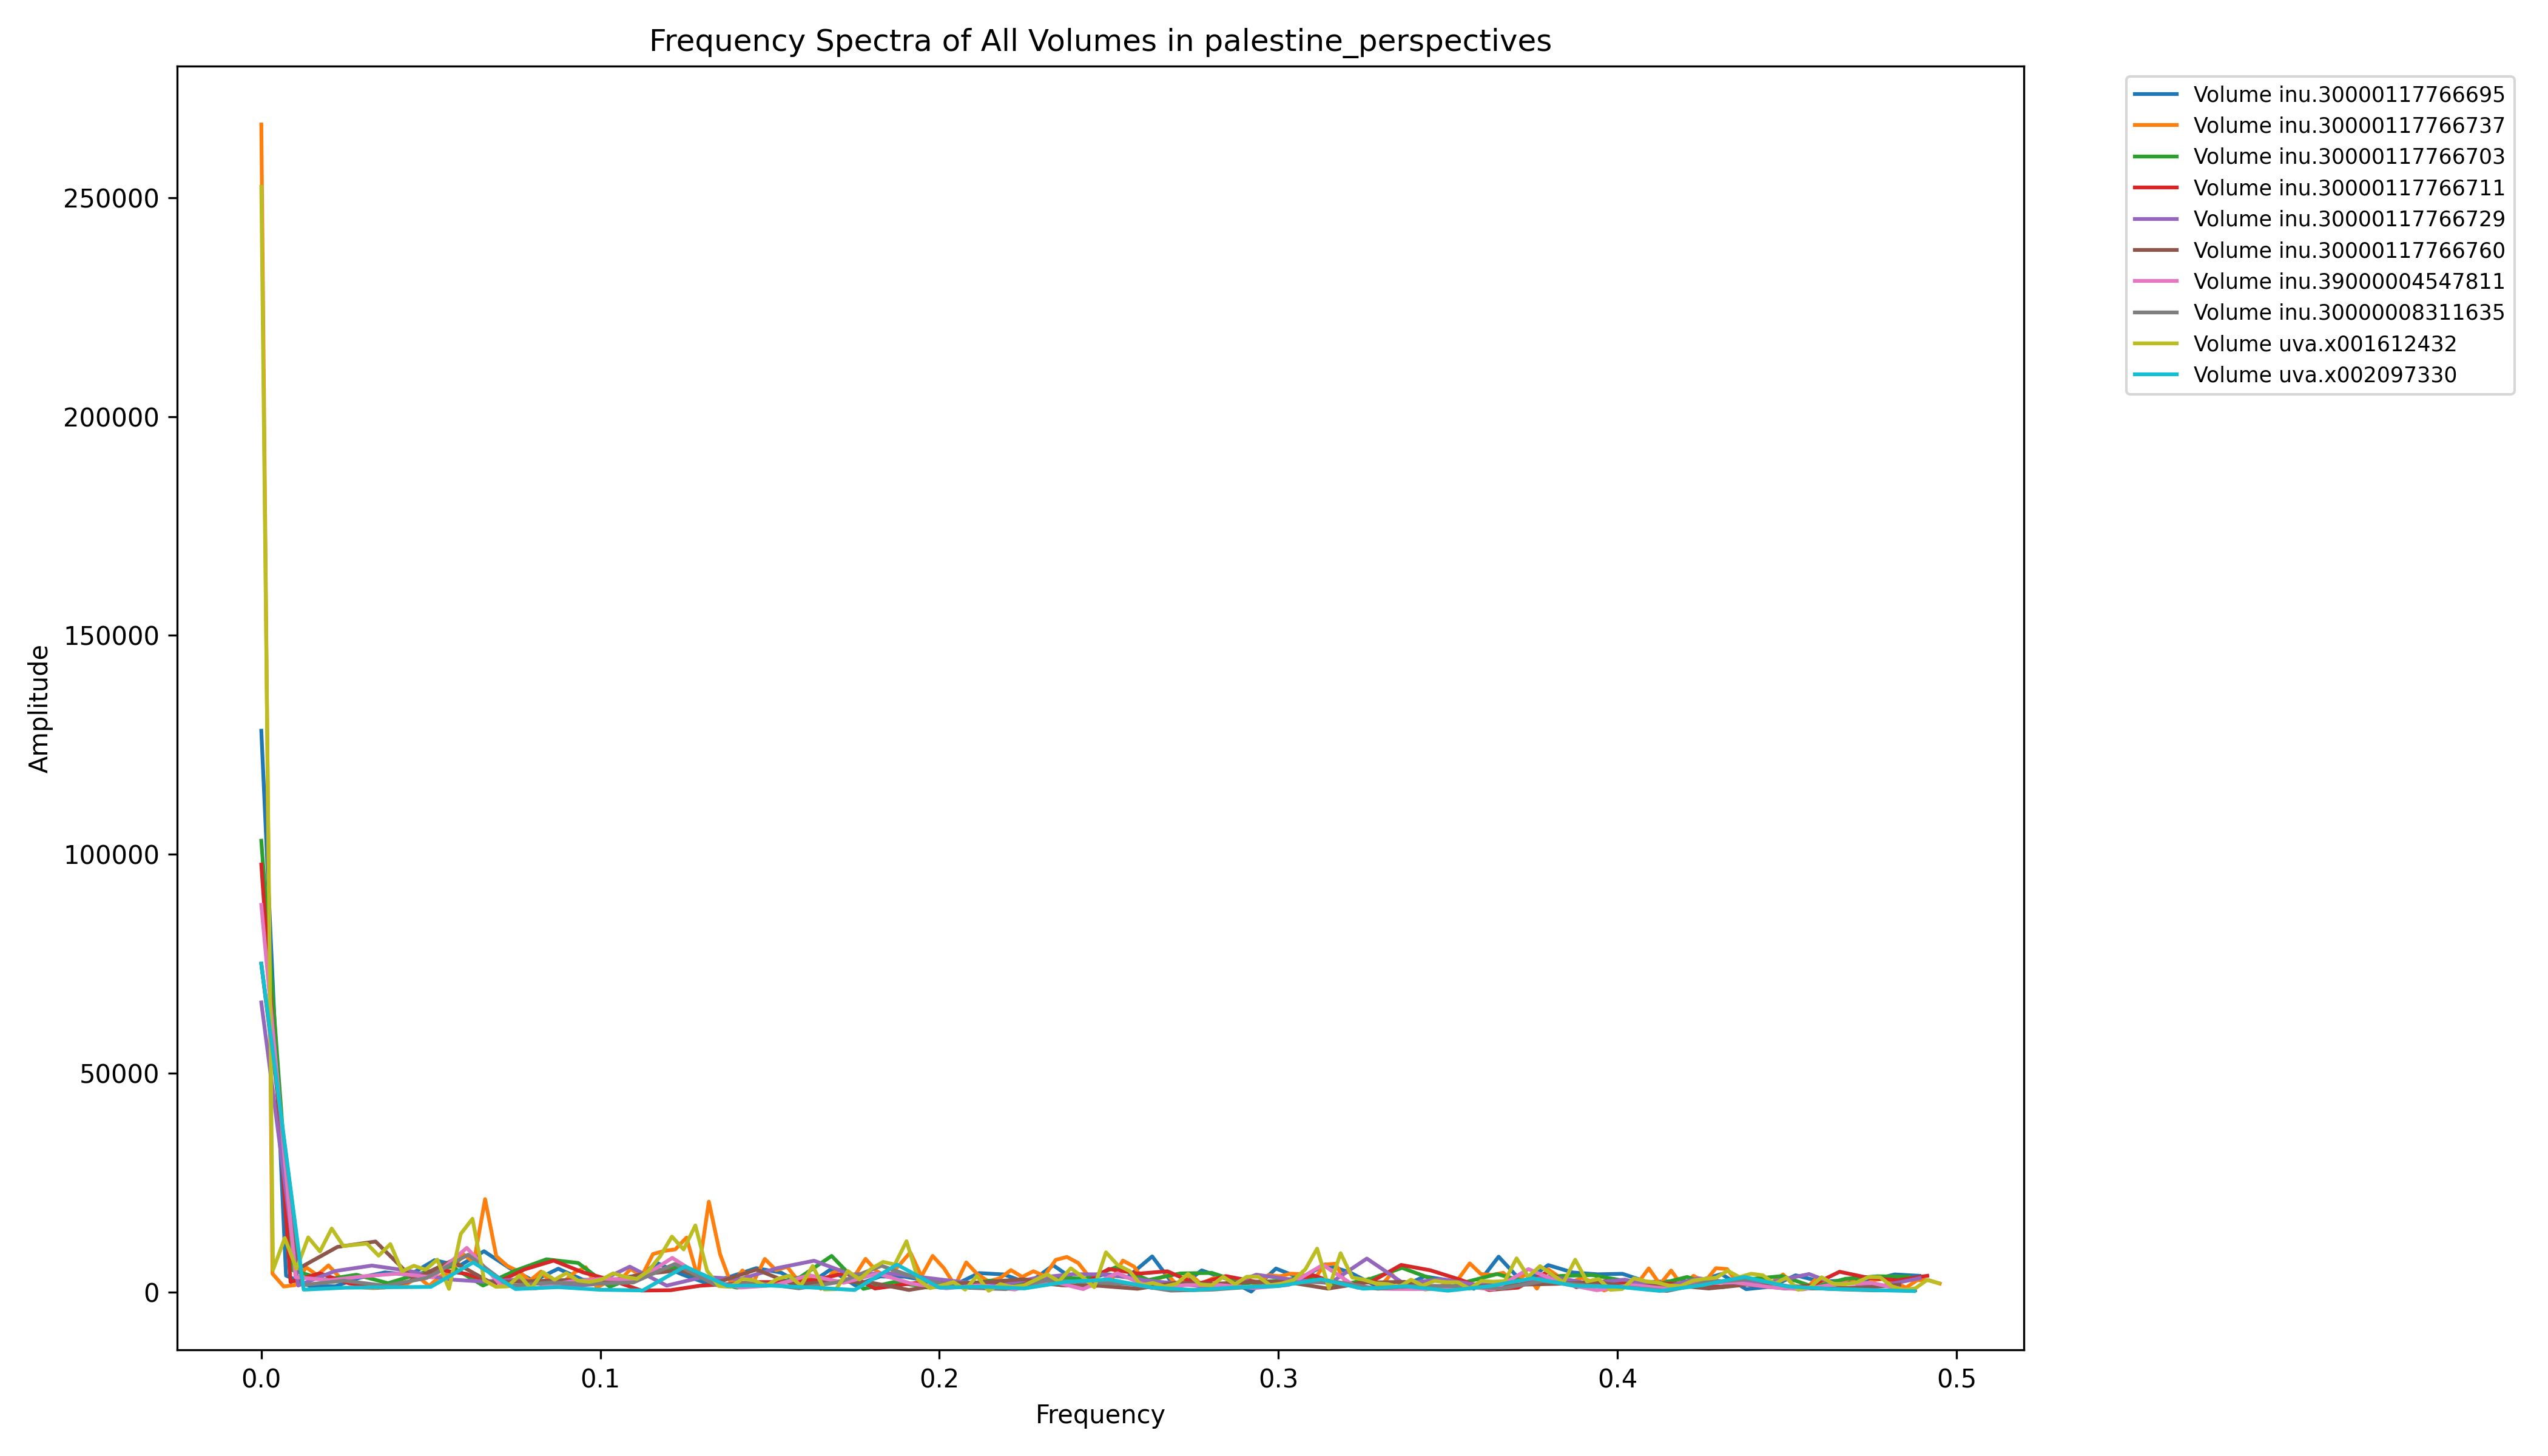 Frequency Spectra of All Volumes in palestine_perspectives
Volume inu.30000117766695
Volume inu.30000117766737
Volume inu.30000117766703
Volume inu.30000117766711
Volume inu.30000117766729
Volume inu.30000117766760
Volume inu.39000004547811
Volume inu.30000008311635
Volume uva.x001612432
Volume uva.x002097330
Amplitude
250000
200000
150000
100000
50000
0
0.0 0.1 0.2 0.3 0.4 0.5
Frequency